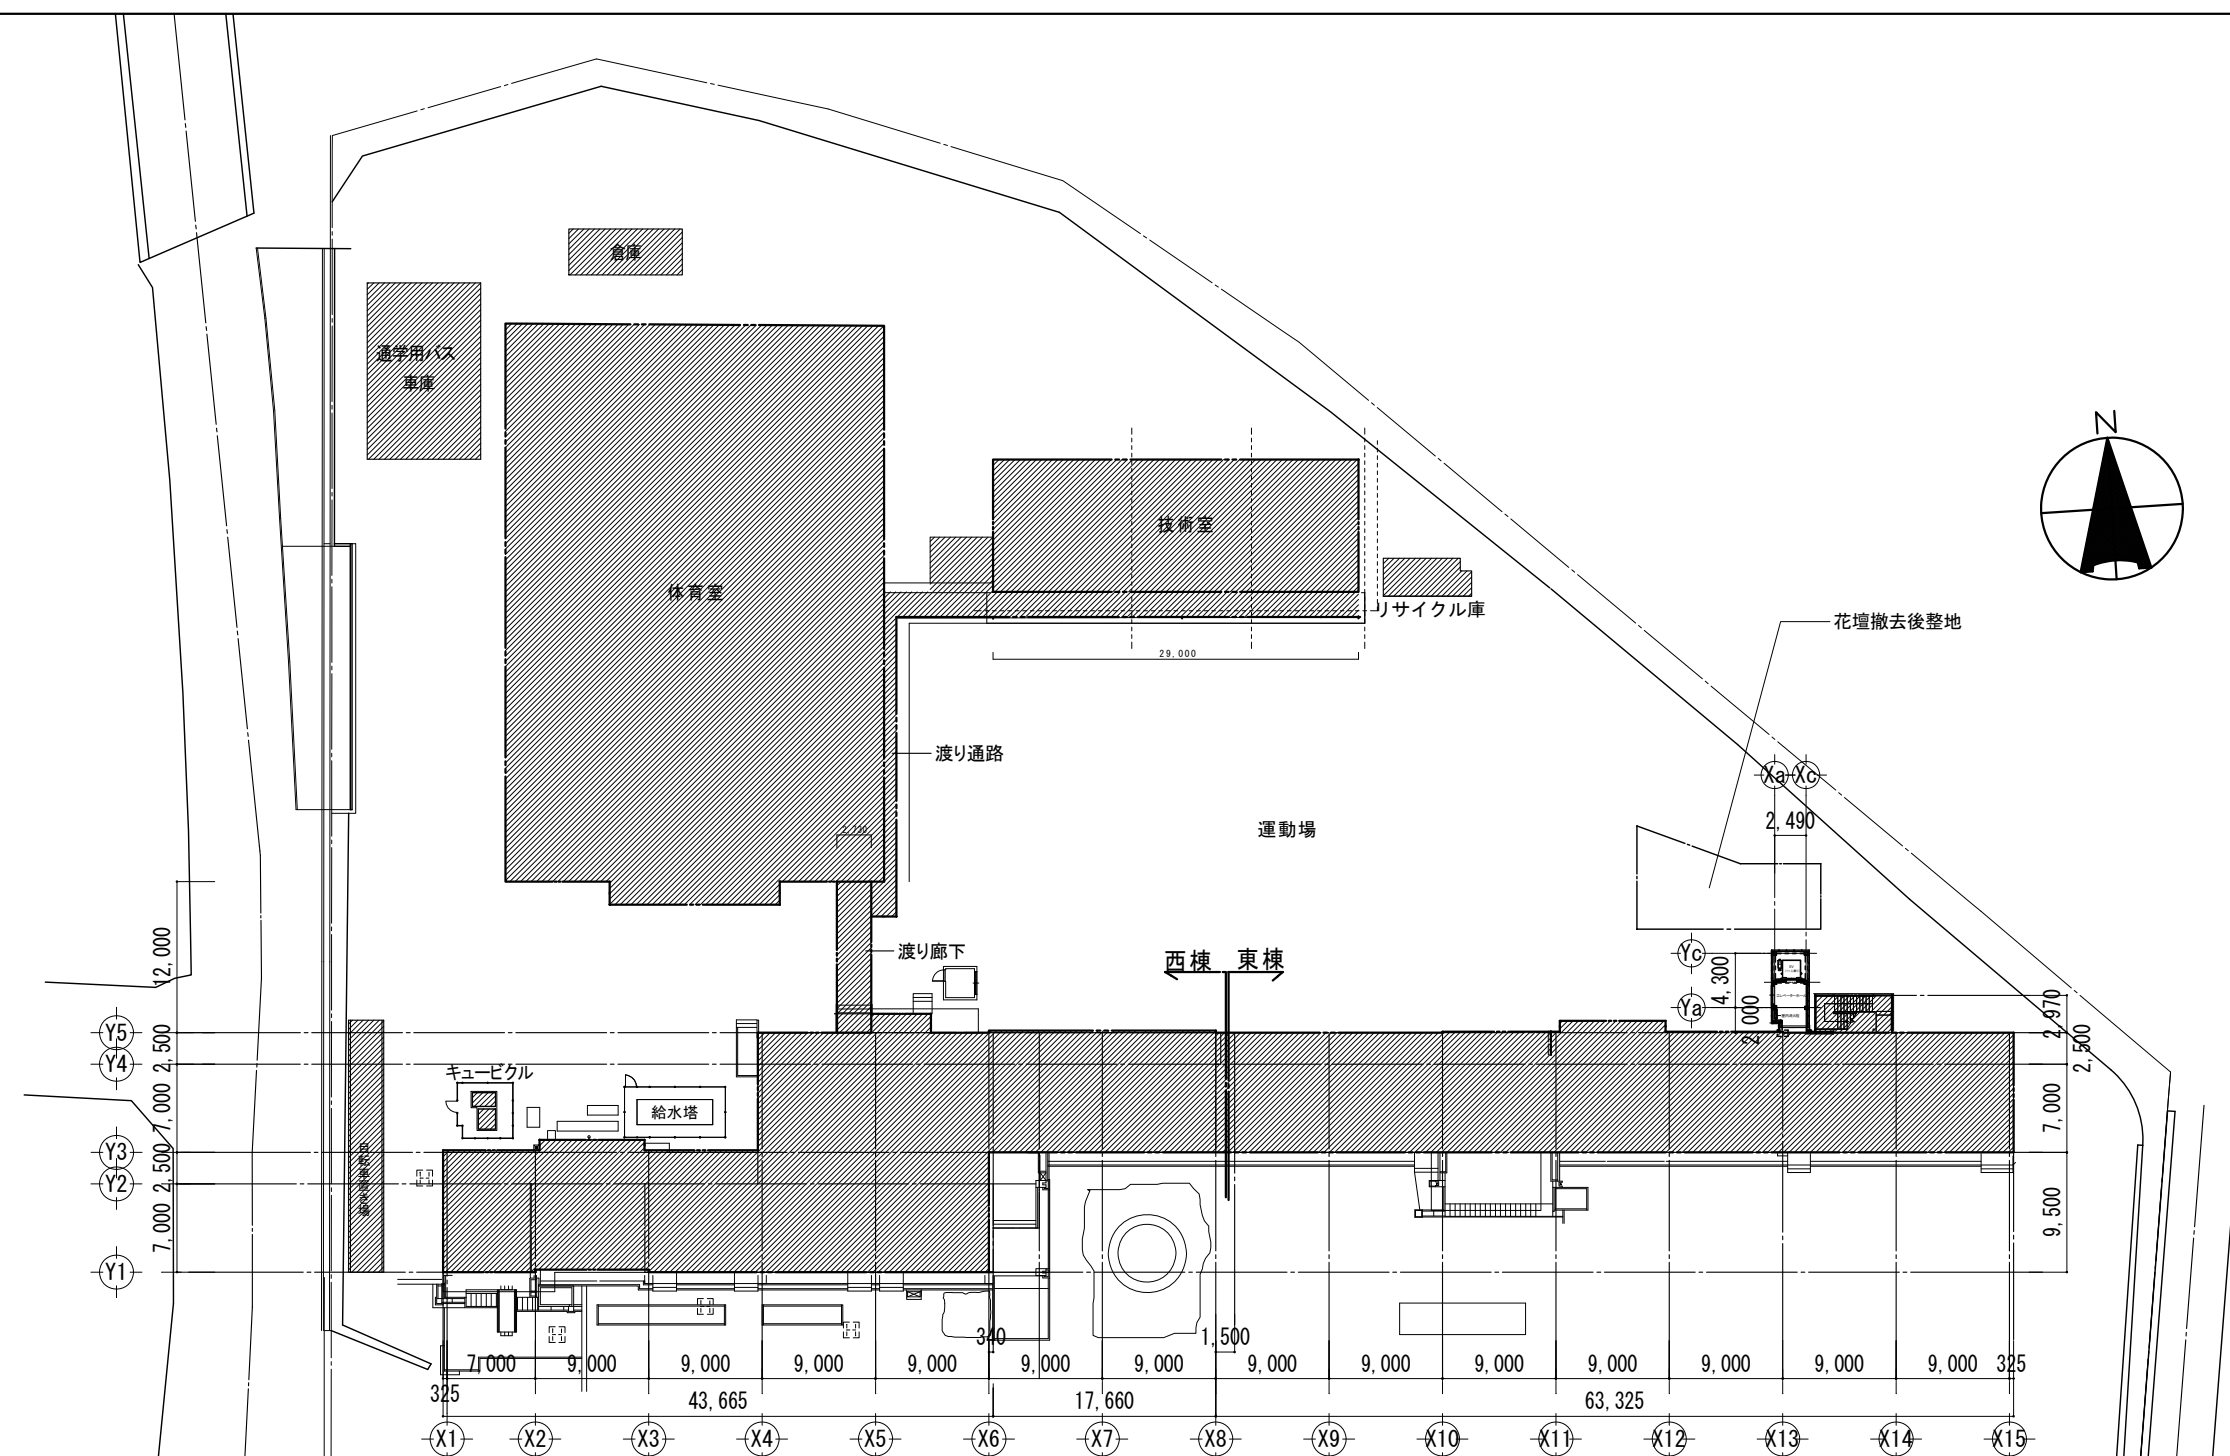 倉庫
通学用バス
車庫
N
技術室
体育室
リサイクル庫
花壇撤去後整地
29,000
渡り通路
Xa
Xc
2,490
2,730
運動場
渡り廊下
西棟
東棟
Yc
4,300
Ya
2,000
12,000
2,970
2,500
Y5
2,500
Y4
キュービクル
給水塔
7,000
7,000
Y3
2,500
Y2
自転車置場
7,000
9,500
Y1
340
1,500
7,000
9,000
9,000
9,000
9,000
9,000
9,000
9,000
9,000
9,000
9,000
9,000
9,000
9,000
325
325
43,665
17,660
63,325
X1
X2
X3
X4
X5
X6
X7
X8
X9
X10
X11
X12
X13
X14
X15